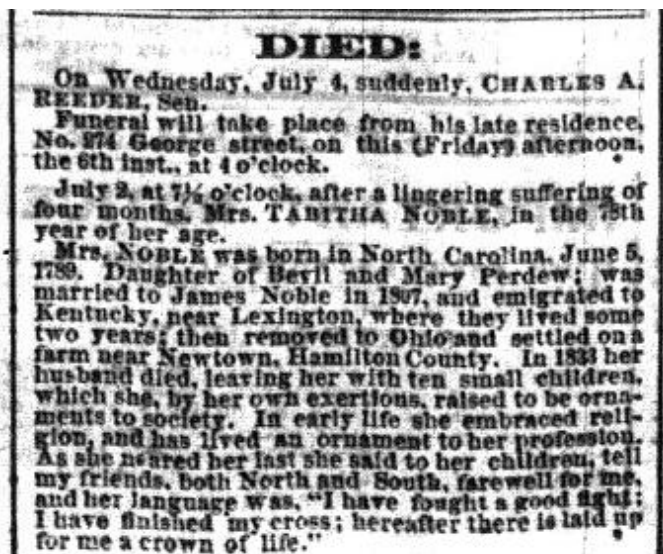 DIED:
On Wednesday, July 4, suddenly, CHARLES A.
REEDER, Sen.
Funeral will take place from his late residence,
No. 274 George street, on this (Friday) afternoon,
the 6th inst., at 4 o'clock.
July 2, at 7½ o'clock, after a lingering suffering of
four months, Mrs. TABITHA NOBLE, in the 78th
year of her age.
Mrs. NOBLE was born in North Carolina, June 5,
1789. Daughter of Bevil and Mary Perdew; was
married to James Noble in 1807, and emigrated to
Kentucky, near Lexington, where they lived some
two years; then removed to Ohio and settled on a
farm near Newtown, Hamilton County. In 1833 her
husband died, leaving her with ten small children,
which she, by her own exertions, raised to be orna-
ments to society. In early life she embraced reli-
gion, and has lived an ornament to her profession.
As she neared her last she said to her children, tell
my friends, both North and South, farewell for me,
and her language was, "I have fought a good fight;
I have finished my cross; hereafter there is laid up
for me a crown of life." *